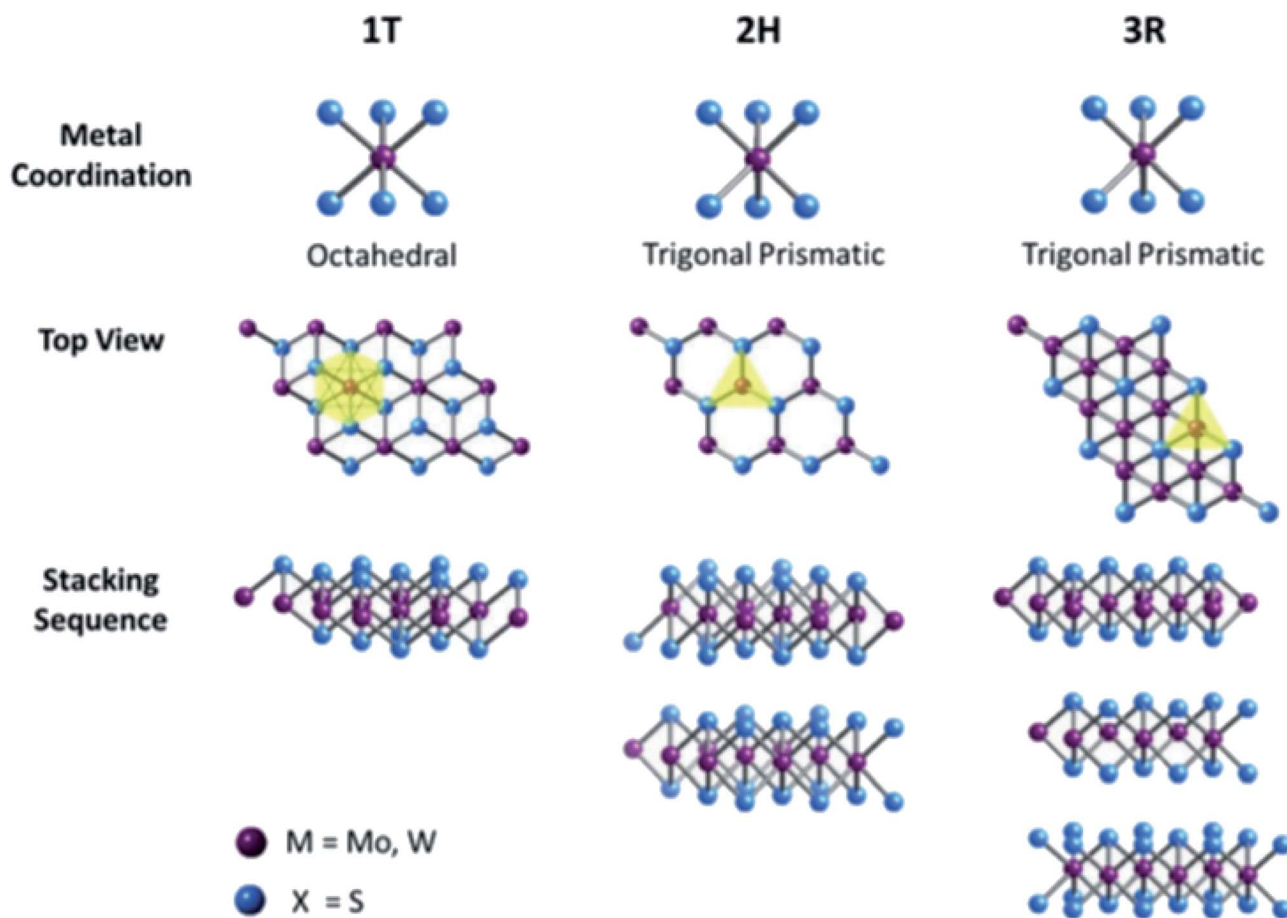 1T
2H
3R
Metal
Coordination
Octahedral
Trigonal Prismatic
Trigonal Prismatic
Top View
Stacking
Sequence
M = Mo, W
X = S